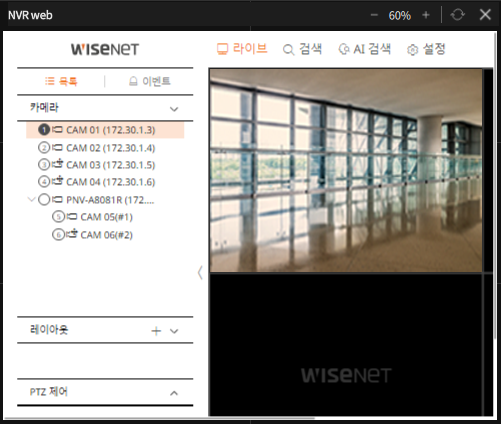 NVR web
60%
WISENET
라이브 검색 AI 검색 설정
목록 이벤트
카메라
1 CAM 01 (172.30.1.3)
2 CAM 02 (172.30.1.4)
3 CAM 03 (172.30.1.5)
4 CAM 04 (172.30.1.6)
PNV-A8081R (172....
5 CAM 05(#1)
6 CAM 06(#2)
레이아웃
PTZ 제어
WISENET